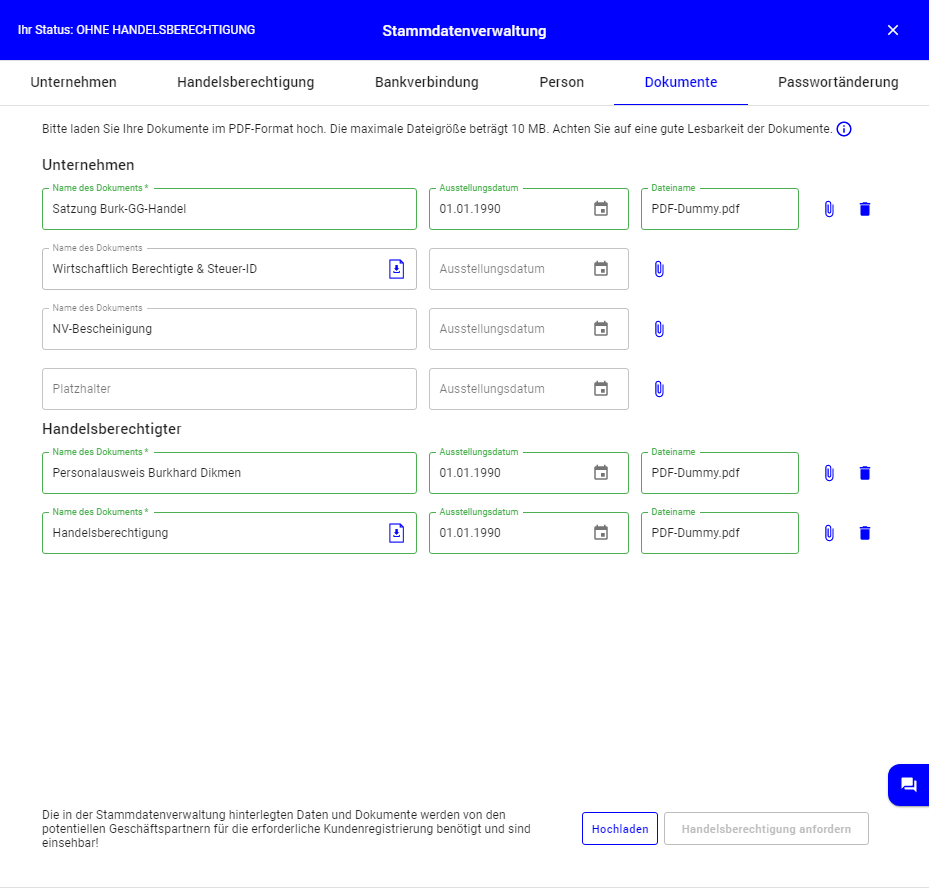 Ihr Status: OHNE HANDELSBERECHTIGUNG
Stammdatenverwaltung
Unternehmen Handelsberechtigung Bankverbindung Person Dokumente Passwortänderung
Bitte laden Sie Ihre Dokumente im PDF-Format hoch. Die maximale Dateigröße beträgt 10 MB. Achten Sie auf eine gute Lesbarkeit der Dokumente.
Unternehmen
Name des Dokuments * Ausstellungsdatum Dateiname
Satzung Burk-GG-Handel 01.01.1990 PDF-Dummy.pdf
Name des Dokuments
Wirtschaftlich Berechtigte & Steuer-ID Ausstellungsdatum
Name des Dokuments
NV-Bescheinigung Ausstellungsdatum
Platzhalter Ausstellungsdatum
Handelsberechtigter
Name des Dokuments * Ausstellungsdatum Dateiname
Personalausweis Burkhard Dikmen 01.01.1990 PDF-Dummy.pdf
Name des Dokuments * Ausstellungsdatum Dateiname
Handelsberechtigung 01.01.1990 PDF-Dummy.pdf
Die in der Stammdatenverwaltung hinterlegten Daten und Dokumente werden von den
potentiellen Geschäftspartnern für die erforderliche Kundenregistrierung benötigt und sind
einsehbar!
Hochladen Handelsberechtigung anfordern